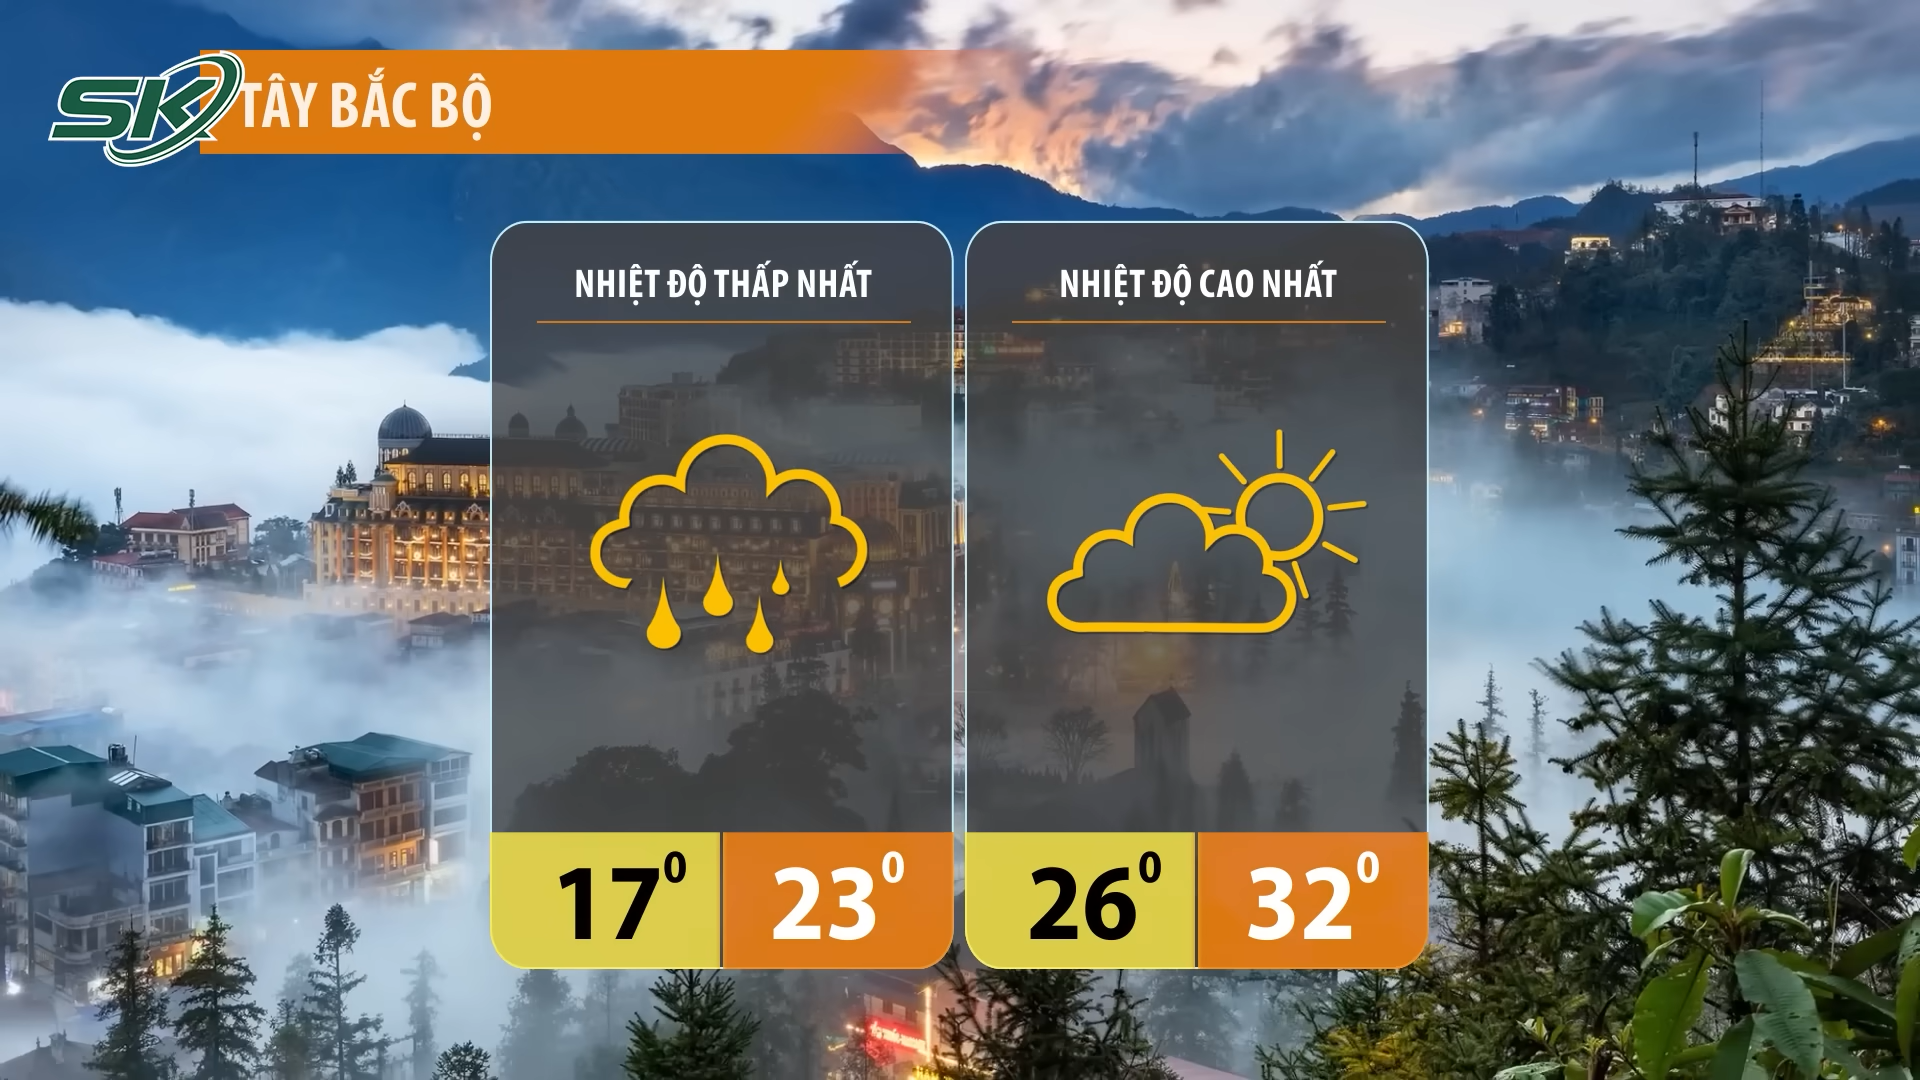 SK
TÂY BẮC BỘ
NHIỆT ĐỘ THẤP NHẤT
NHIỆT ĐỘ CAO NHẤT
17⁰ 23⁰
26⁰ 32⁰